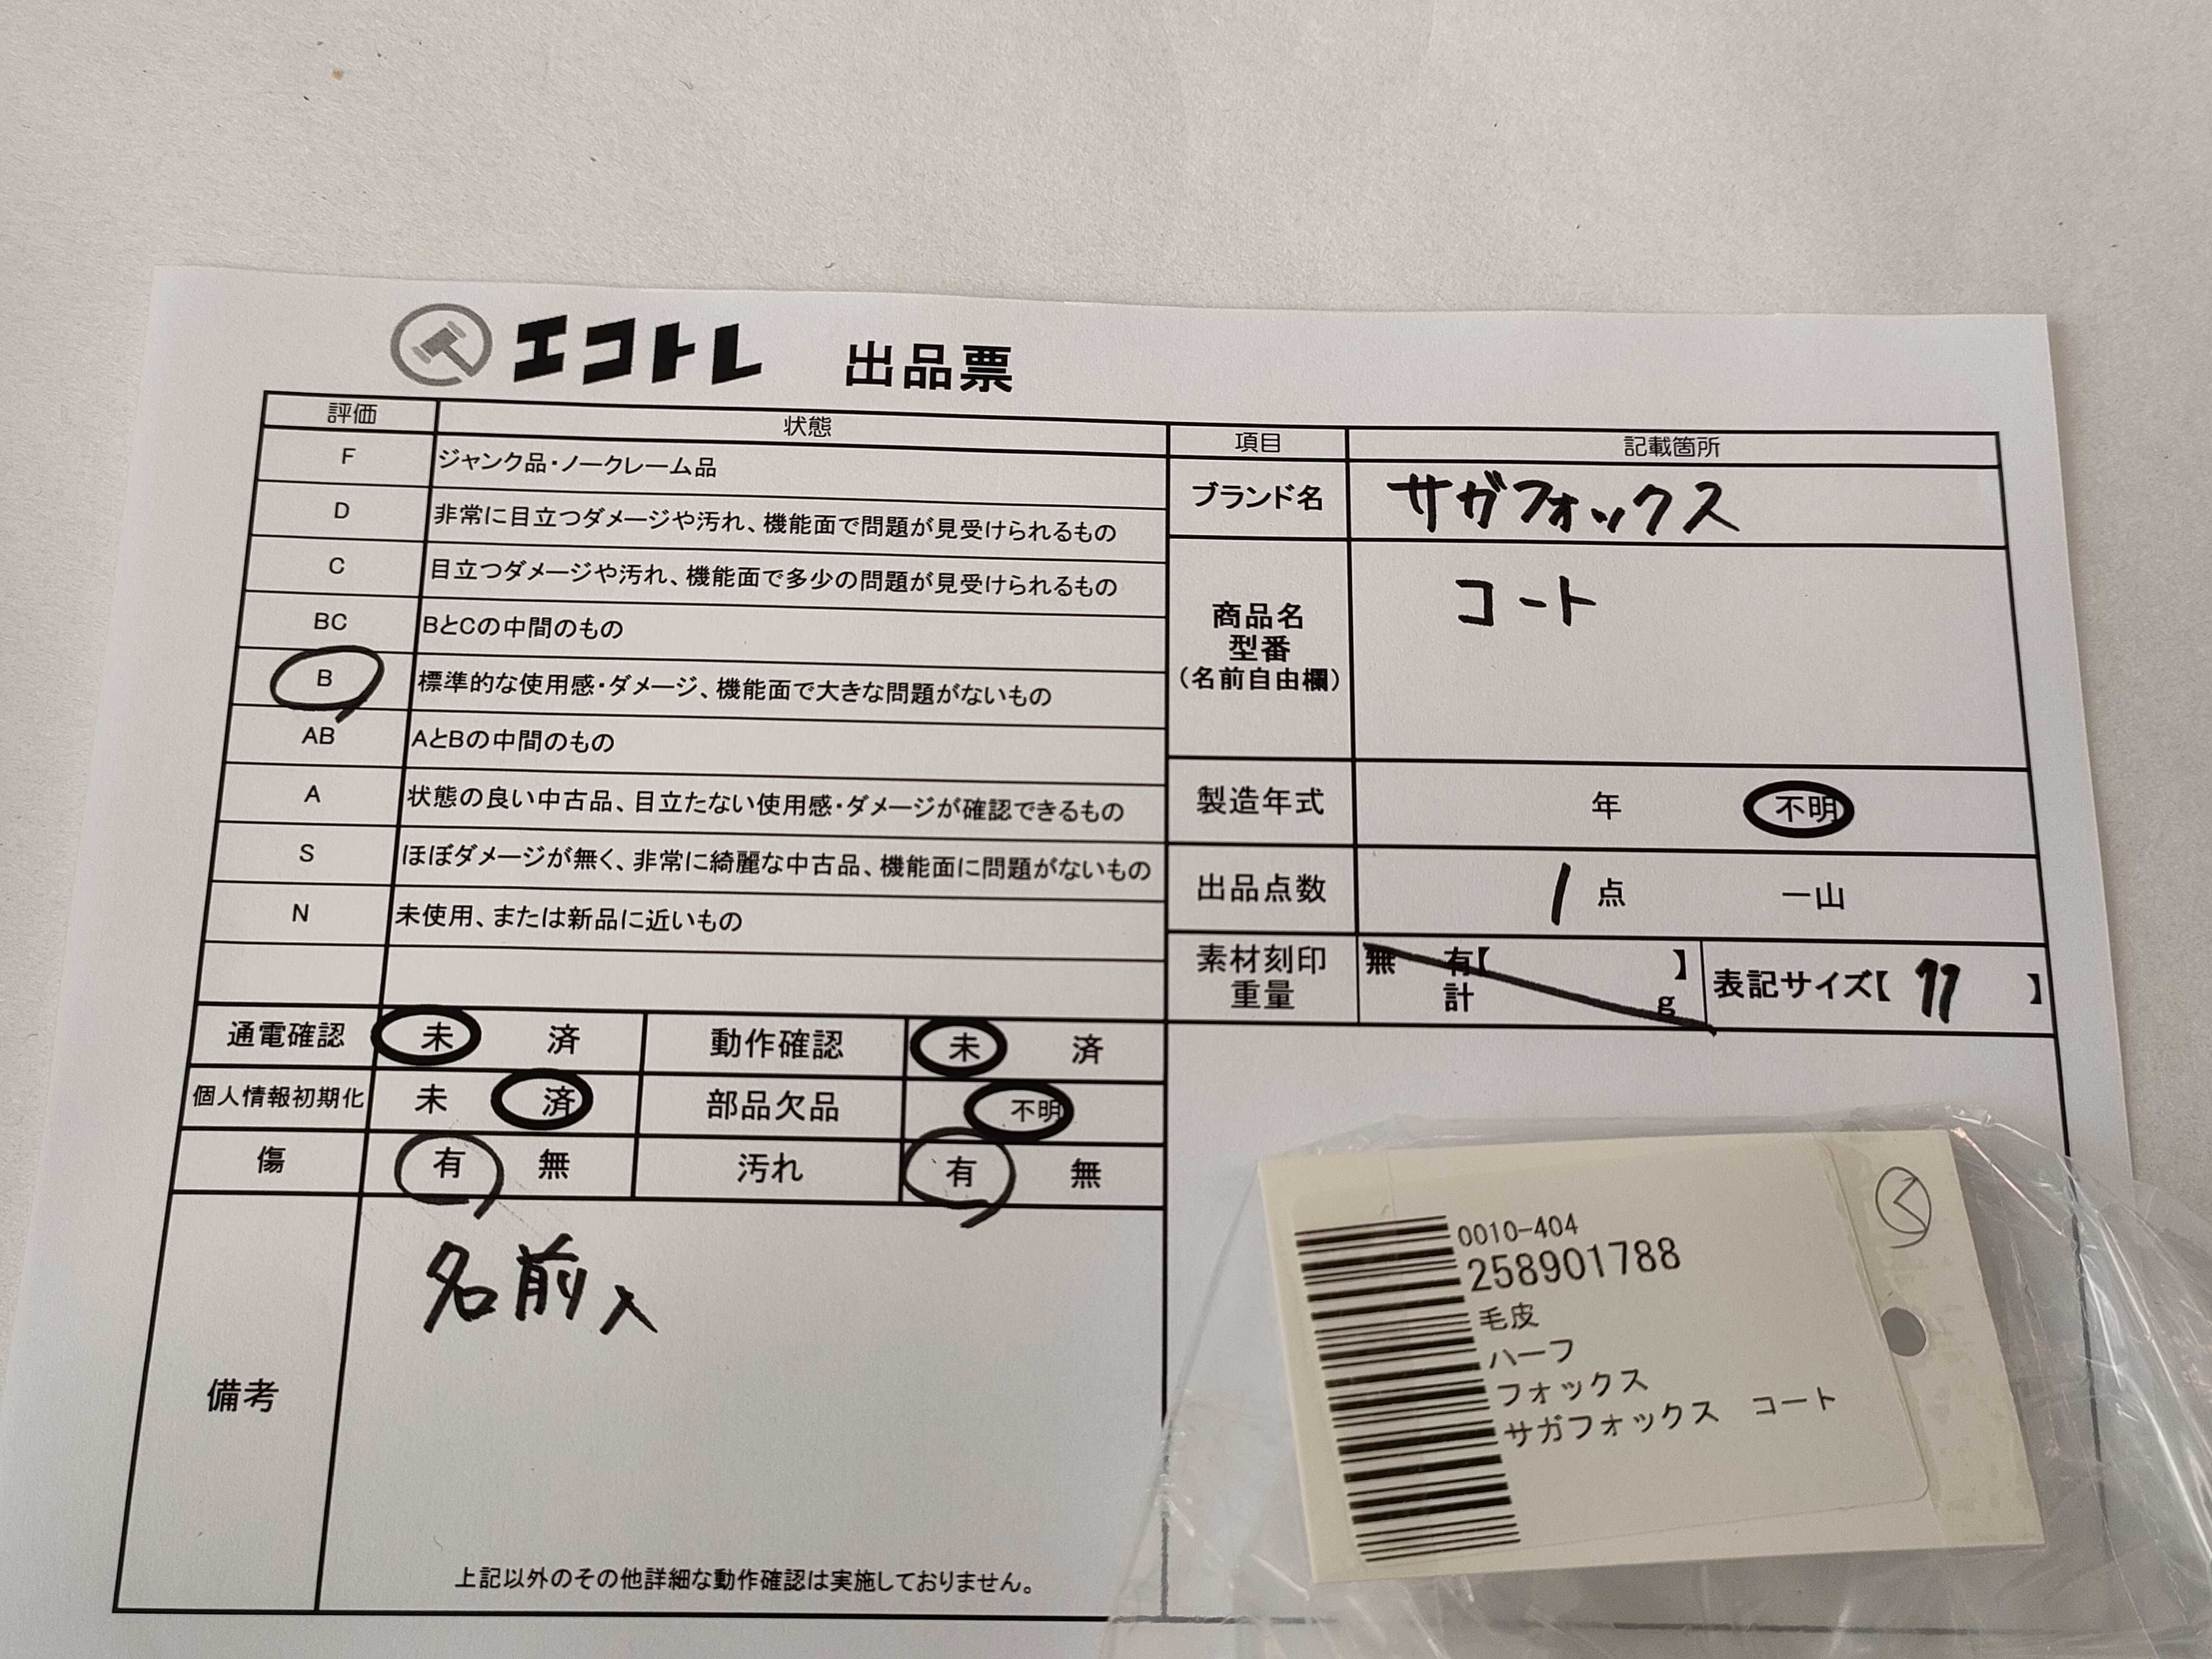 エコトレ 出品票
評価 状態
F ジャンク品・ノークレーム品
D 非常に目立つダメージや汚れ、機能面で問題が見受けられるもの
C 目立つダメージや汚れ、機能面で多少の問題が見受けられるもの
BC BとCの中間のもの
B 標準的な使用感・ダメージ、機能面で大きな問題がないもの
AB AとBの中間のもの
A 状態の良い中古品、目立たない使用感・ダメージが確認できるもの
S ほぼダメージが無く、非常に綺麗な中古品、機能面に問題がないもの
N 未使用、または新品に近いもの
項目 記載箇所
ブランド名 サガフォックス
商品名
型番
(名前自由欄)
コート
製造年式 年 不明
出品点数 1 点 一山
素材刻印
重量
無 有【 】
計 g
表記サイズ【 11 】
通電確認 未 済 動作確認 未 済
個人情報初期化 未 済 部品欠品 不明
傷 有 無 汚れ 有 無
備考
名前入
上記以外のその他詳細な動作確認は実施しておりません。
0010-404
258901788
毛皮
ハーフ
フォックス
サガフォックス コート